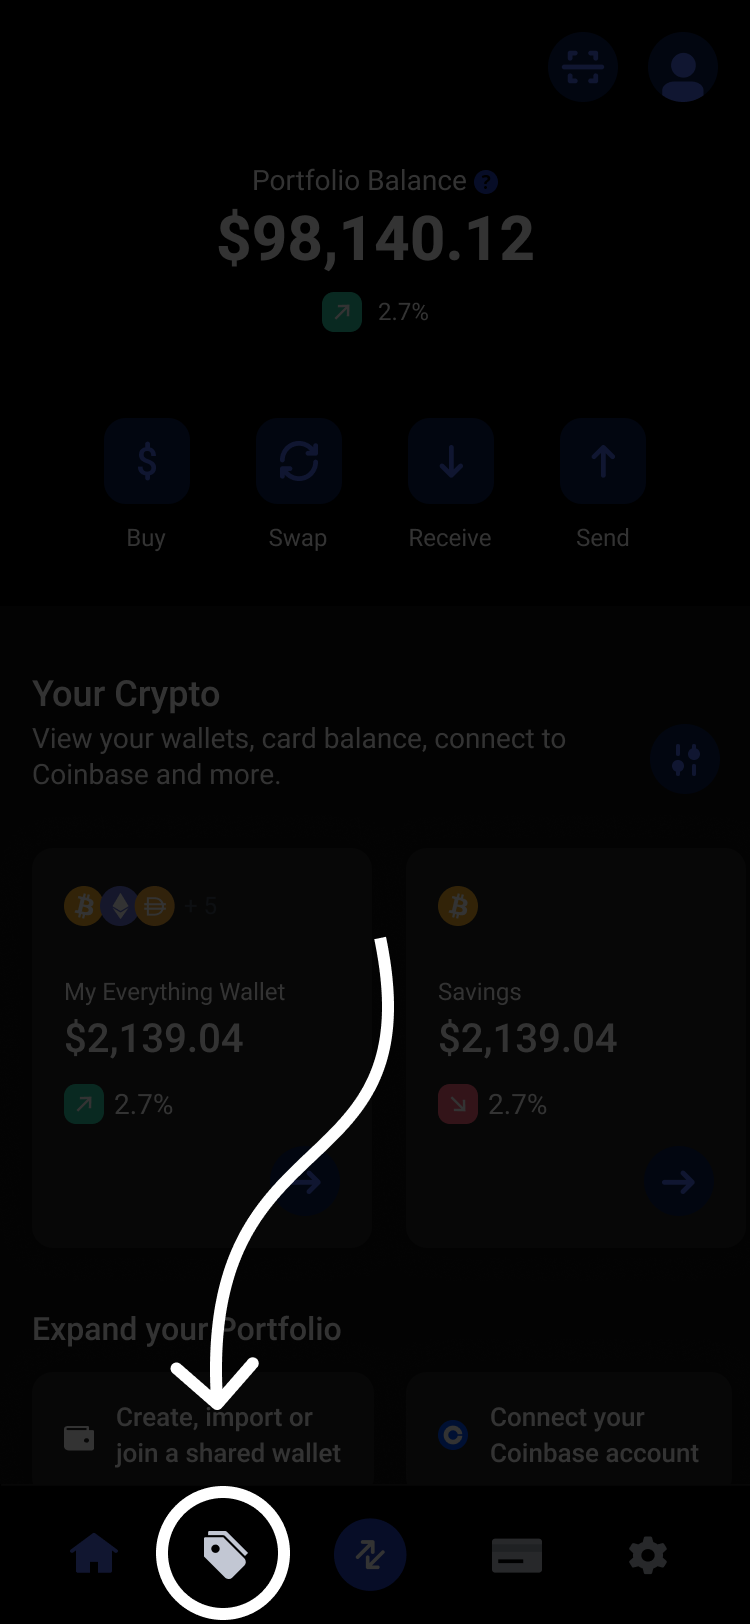 Portfolio Balance ?
$98,140.12
2.7%
$
Buy
Swap
Receive
Send
Your Crypto
View your wallets, card balance, connect to
Coinbase and more.
+ 5
My Everything Wallet
$2,139.04
2.7%
Savings
$2,139.04
2.7%
Expand your Portfolio
Create, import or
join a shared wallet
Connect your
Coinbase account